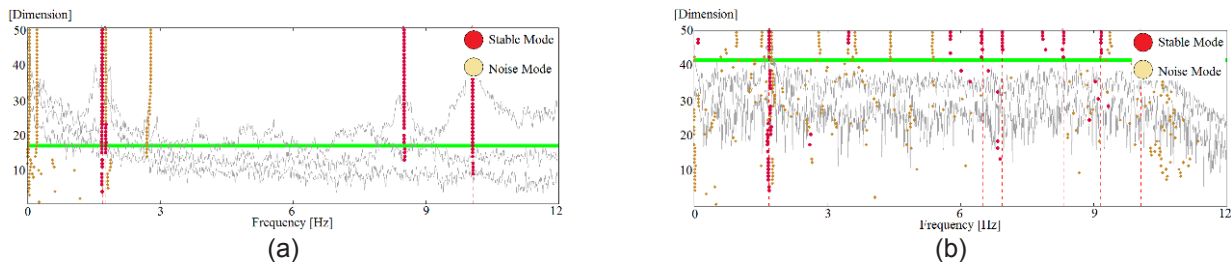 [Dimension]
50
40
30
20
10
0
3
6
9
12
Frequency [Hz]
Stable Mode
Noise Mode
(a)
[Dimension]
50
40
30
20
10
0
3
6
9
12
Frequency [Hz]
Stable Mode
Noise Mode
(b)